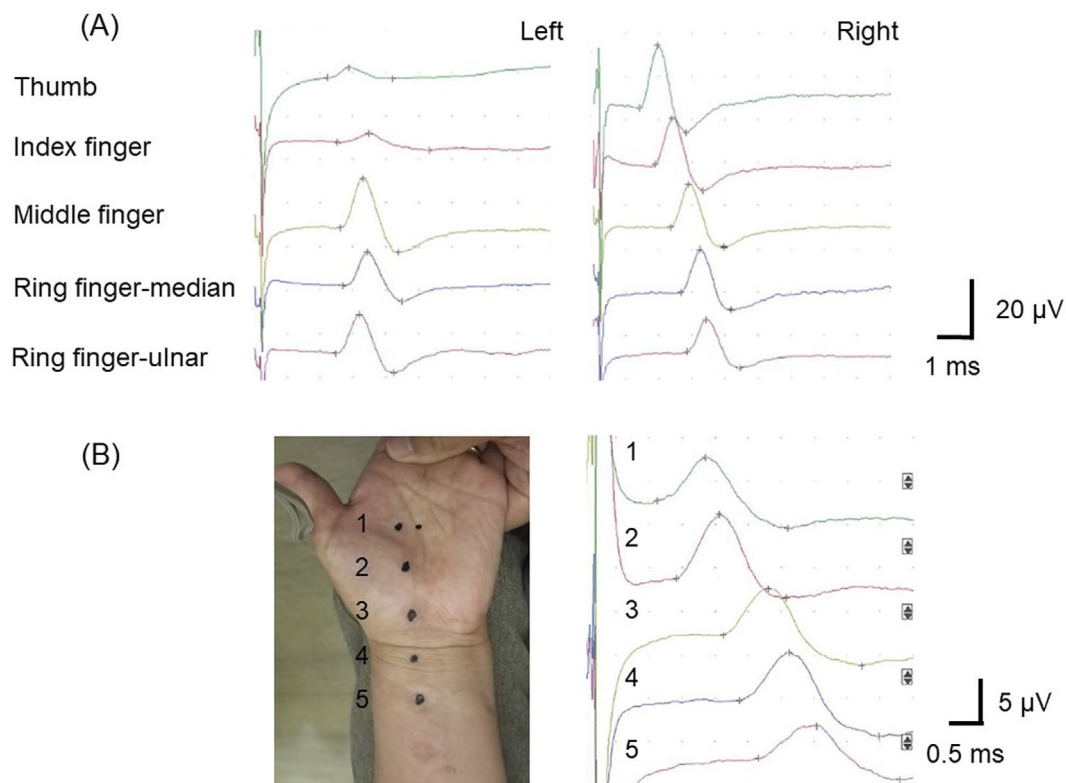 (A)
Left
Right
Thumb
Index finger
Middle finger
Ring finger-median
Ring finger-ulnar
20 µV
1 ms
(B)
1
2
3
4
5
1
2
3
4
5
5 µV
0.5 ms